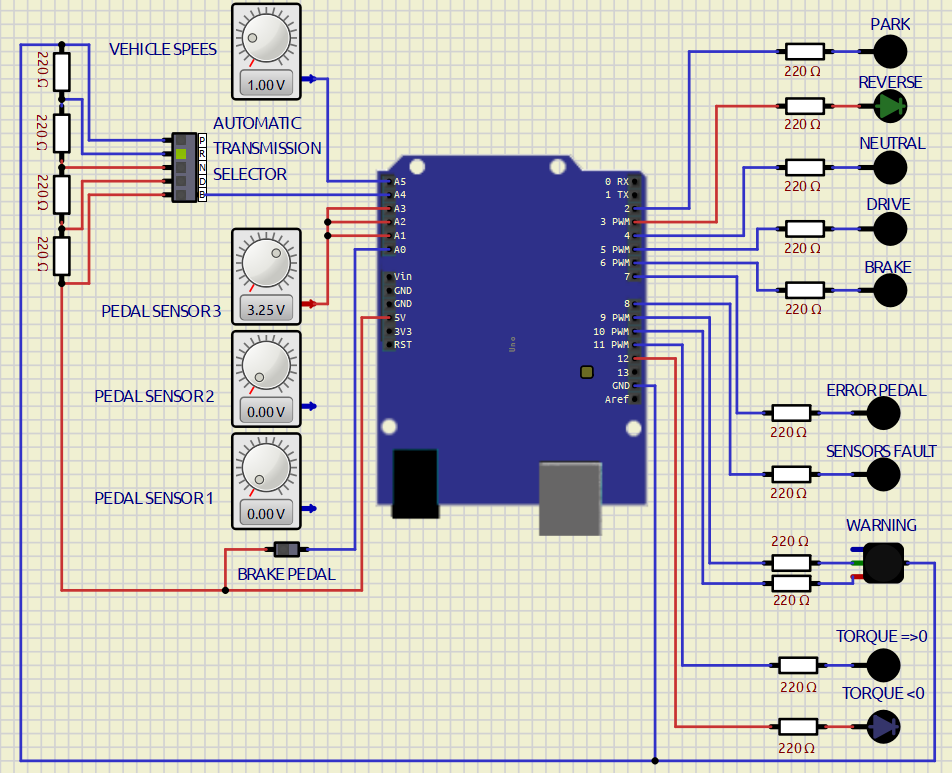 VEHICLE SPEES
1.00 V
220 Ω
220 Ω
220 Ω
220 Ω
AUTOMATIC
TRANSMISSION
SELECTOR
P
R
N
D
B
PEDAL SENSOR 3
3.25 V
PEDAL SENSOR 2
0.00 V
PEDAL SENSOR 1
0.00 V
BRAKE PEDAL
A5
A4
A3
A2
A1
A0
Vin
GND
GND
5V
3V3
RST
Uno
0 RX
1 TX
2
3 PWM
4
5 PWM
6 PWM
7
8
9 PWM
10 PWM
11 PWM
12
13
GND
Aref
PARK
220 Ω
REVERSE
220 Ω
NEUTRAL
220 Ω
DRIVE
220 Ω
BRAKE
220 Ω
ERROR PEDAL
220 Ω
SENSORS FAULT
220 Ω
WARNING
220 Ω
220 Ω
TORQUE =>0
220 Ω
TORQUE <0
220 Ω